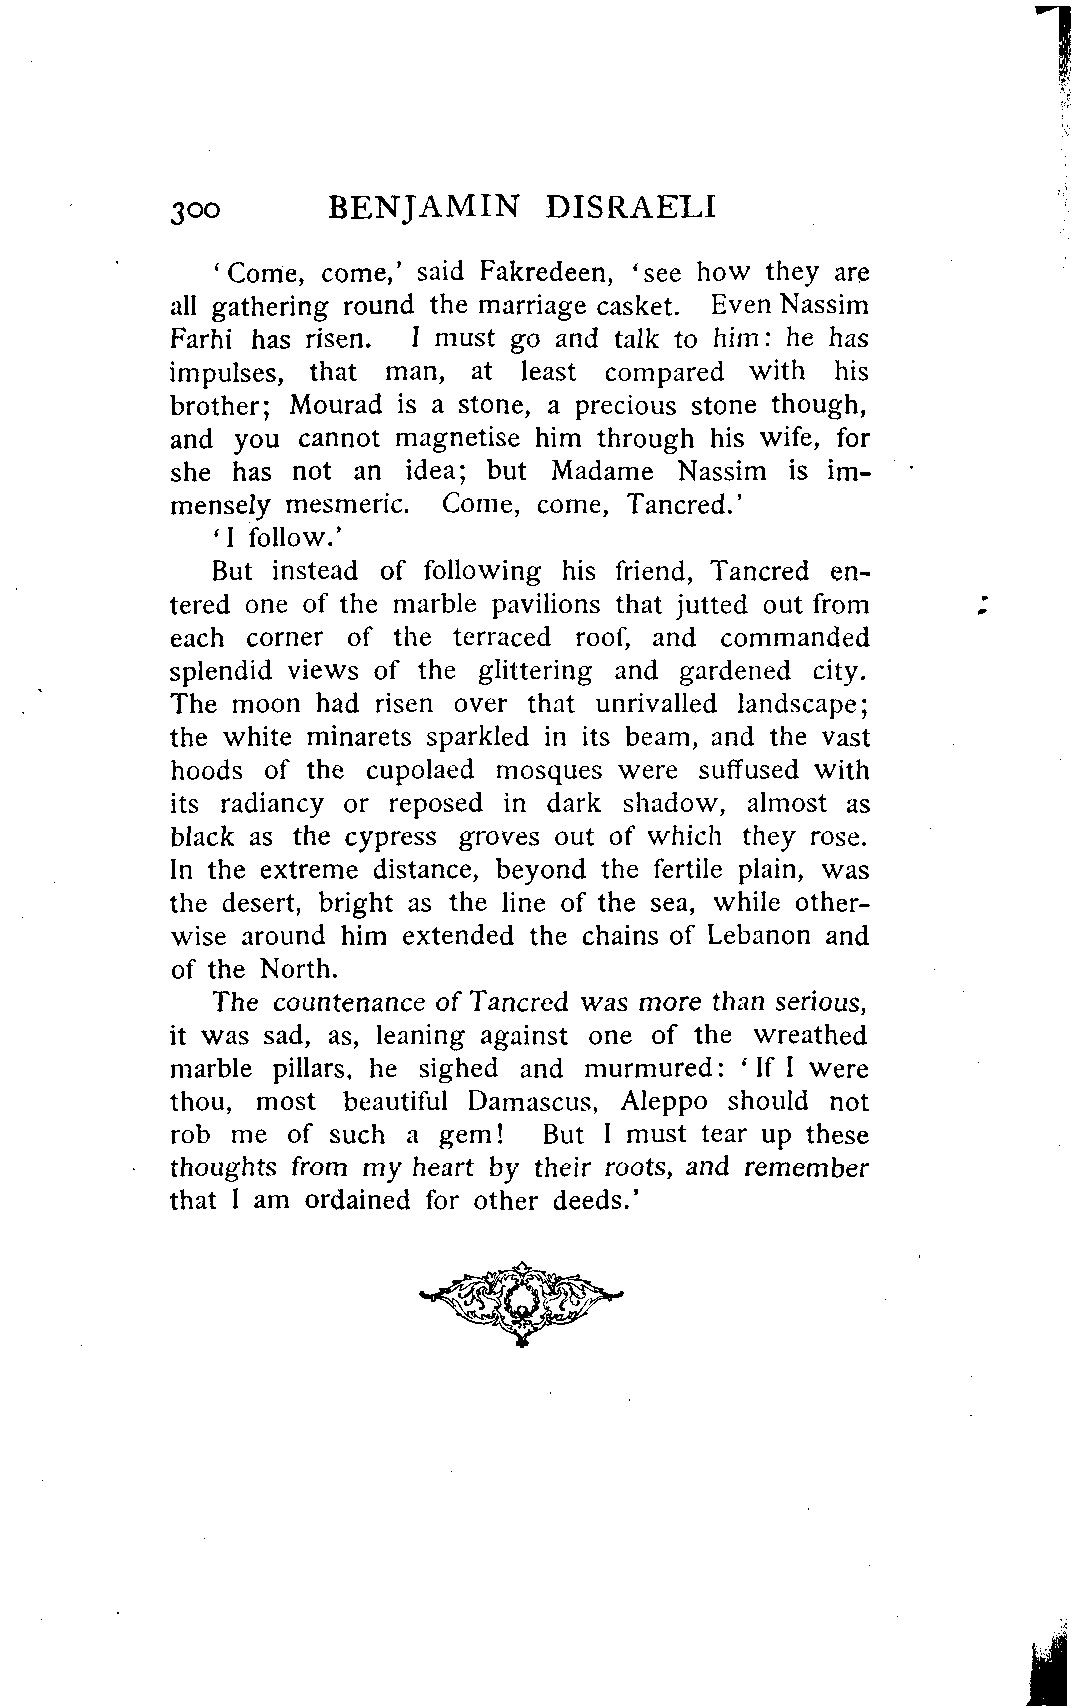 300 BENJAMIN DISRAELI
‘Come, come,’ said Fakredeen, ‘see how they are
all gathering round the marriage casket. Even Nassim
Farhi has risen. I must go and talk to him: he has
impulses, that man, at least compared with his
brother; Mourad is a stone, a precious stone though,
and you cannot magnetise him through his wife, for
she has not an idea; but Madame Nassim is im-
mensely mesmeric. Come, come, Tancred.’
‘I follow.’
But instead of following his friend, Tancred en-
tered one of the marble pavilions that jutted out from
each corner of the terraced roof, and commanded
splendid views of the glittering and gardened city.
The moon had risen over that unrivalled landscape;
the white minarets sparkled in its beam, and the vast
hoods of the cupolaed mosques were suffused with
its radiancy or reposed in dark shadow, almost as
black as the cypress groves out of which they rose.
In the extreme distance, beyond the fertile plain, was
the desert, bright as the line of the sea, while other-
wise around him extended the chains of Lebanon and
of the North.
The countenance of Tancred was more than serious,
it was sad, as, leaning against one of the wreathed
marble pillars, he sighed and murmured: ‘If I were
thou, most beautiful Damascus, Aleppo should not
rob me of such a gem! But I must tear up these
thoughts from my heart by their roots, and remember
that I am ordained for other deeds.’